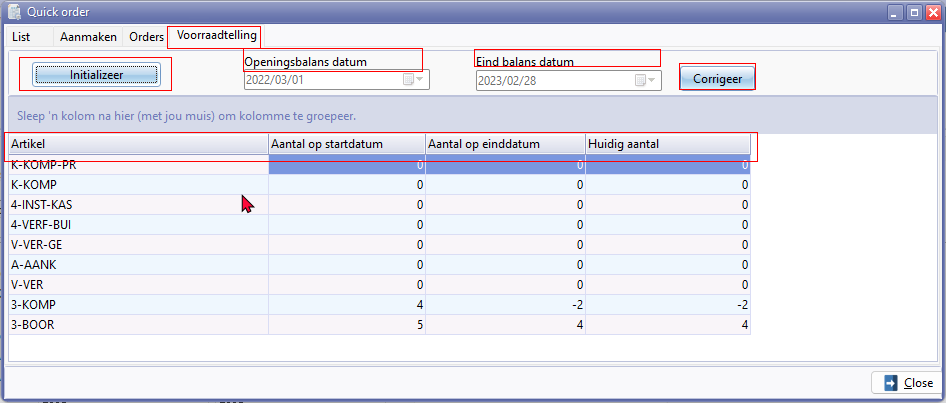 Quick order
List Aanmaken Orders Voorraadtelling
Initializeer Openingsbalans datum 2022/03/01 Eind balans datum 2023/02/28 Corrigeer
Sleep 'n kolom na hier (met jou muis) om kolomme te groepeer.
Artikel Aantal op startdatum Aantal op einddatum Huidig aantal
K-KOMP-PR 0 0 0
K-KOMP 0 0 0
4-INST-KAS 0 0 0
4-VERF-BUI 0 0 0
V-VER-GE 0 0 0
A-AANK 0 0 0
V-VER 0 0 0
3-KOMP 4 -2 -2
3-BOOR 5 4 4
Close